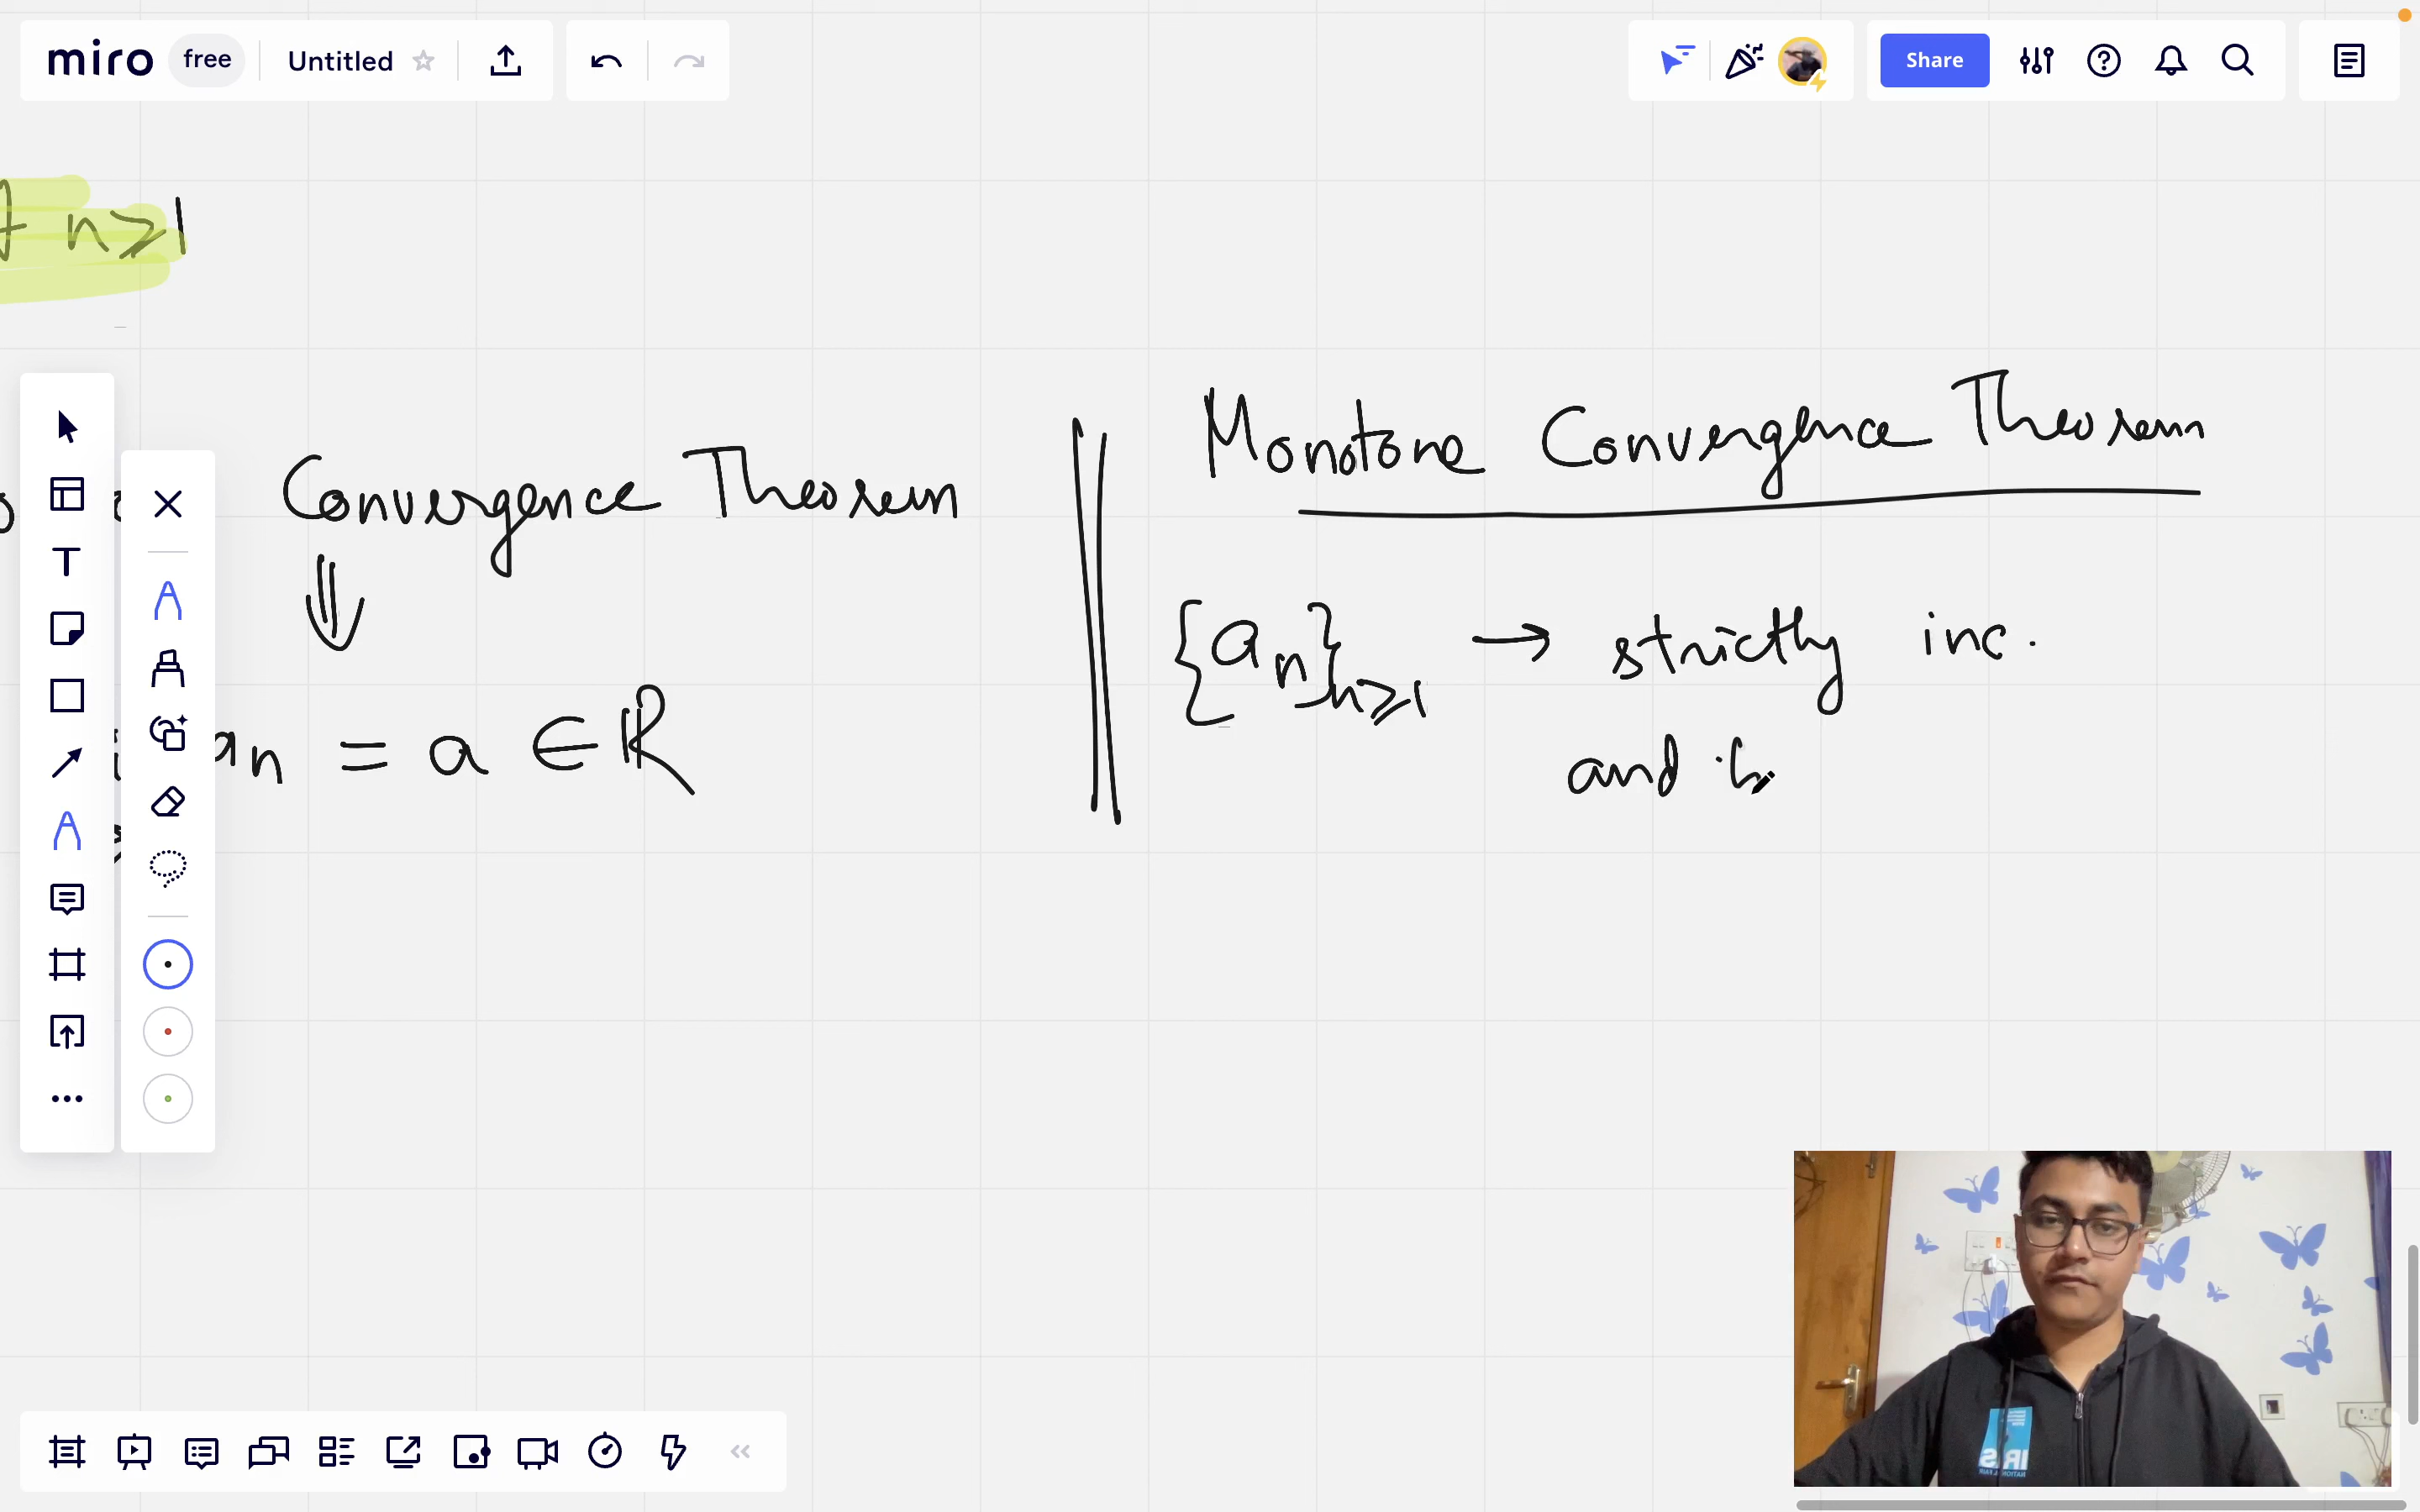 miro free Untitled
Share
∀ n ≥ 1
Convergence Theorem
⇓
an = a ∈ ℝ
Monotone Convergence Theorem
{an}n≥1 → strictly inc.
and b
T